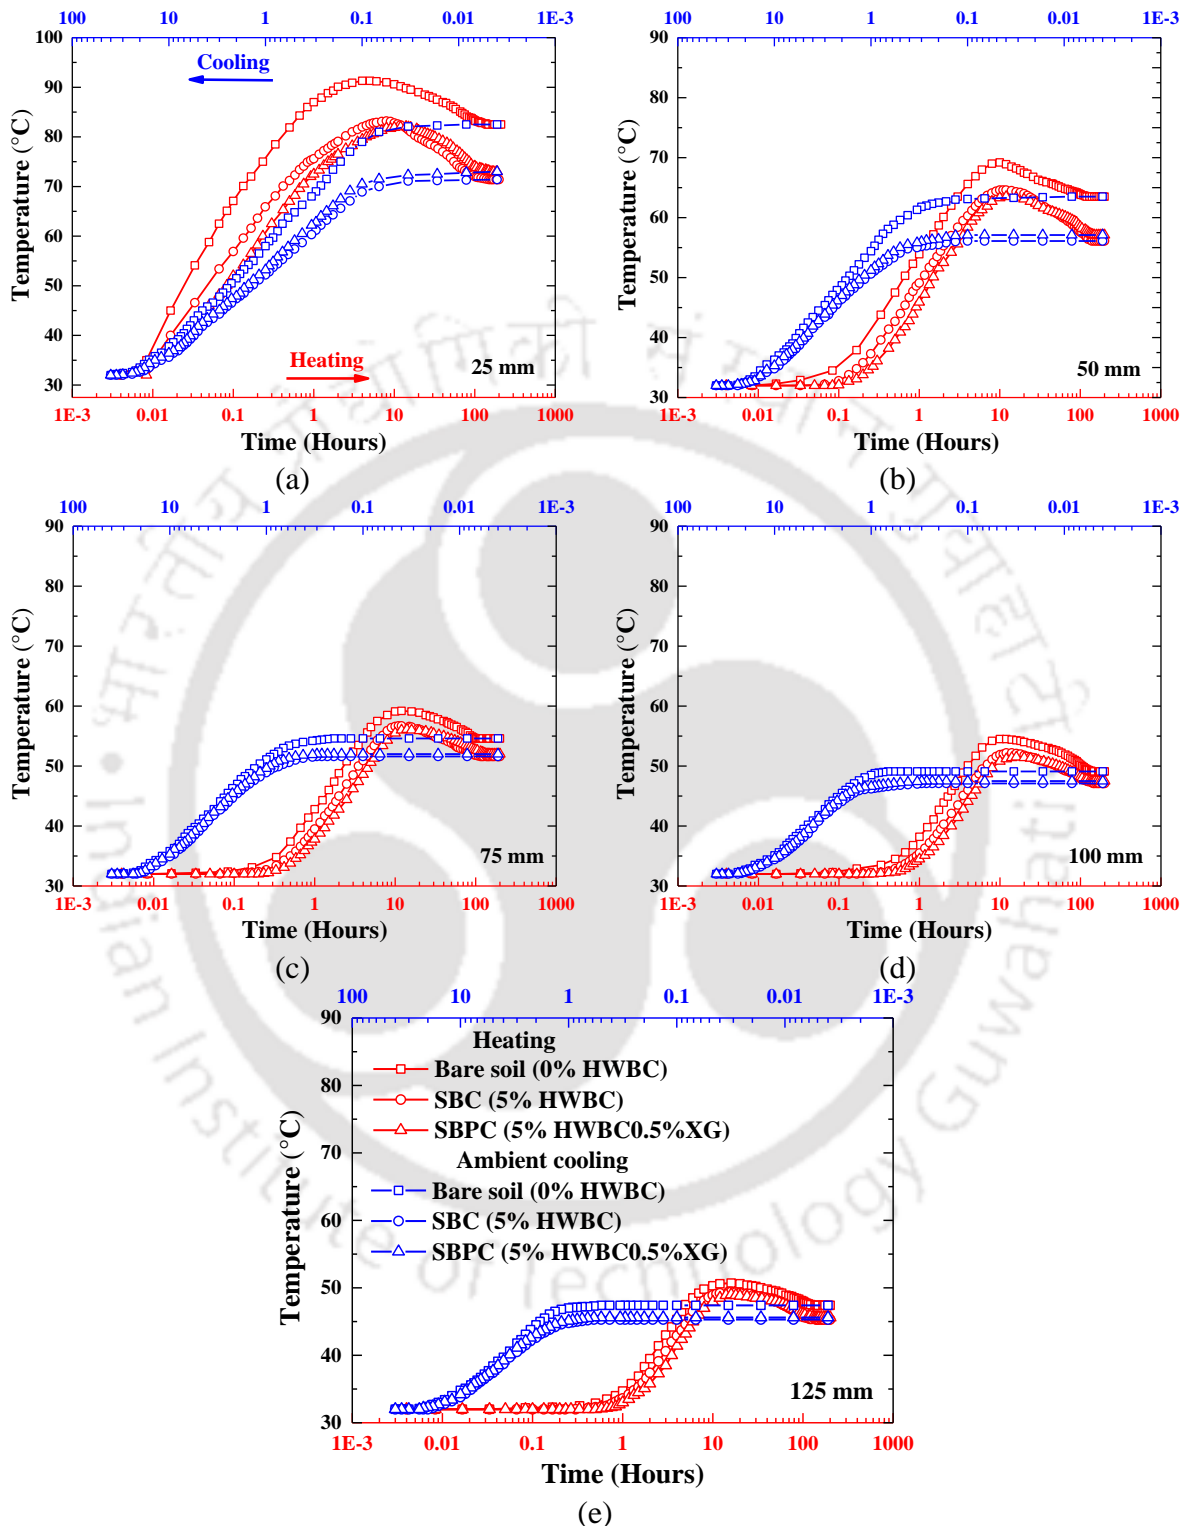 100 10 1 0.1 0.01 1E-3
100
90
80
70
60
50
40
30
Temperature (°C)
Cooling
Heating
25 mm
1E-3 0.01 0.1 1 10 100 1000
Time (Hours)
(a)
100 10 1 0.1 0.01 1E-3
90
80
70
60
50
40
30
Temperature (°C)
50 mm
1E-3 0.01 0.1 1 10 100 1000
Time (Hours)
(b)
100 10 1 0.1 0.01 1E-3
90
80
70
60
50
40
30
Temperature (°C)
75 mm
1E-3 0.01 0.1 1 10 100 1000
Time (Hours)
(c)
100 10 1 0.1 0.01 1E-3
90
80
70
60
50
40
30
Temperature (°C)
100 mm
1E-3 0.01 0.1 1 10 100 1000
Time (Hours)
(d)
100 10 1 0.1 0.01 1E-3
90
80
70
60
50
40
30
Temperature (°C)
Heating
Bare soil (0% HWBC)
SBC (5% HWBC)
SBPC (5% HWBC0.5%XG)
Ambient cooling
Bare soil (0% HWBC)
SBC (5% HWBC)
SBPC (5% HWBC0.5%XG)
125 mm
1E-3 0.01 0.1 1 10 100 1000
Time (Hours)
(e)
Indian Institute of Technology Guwahati